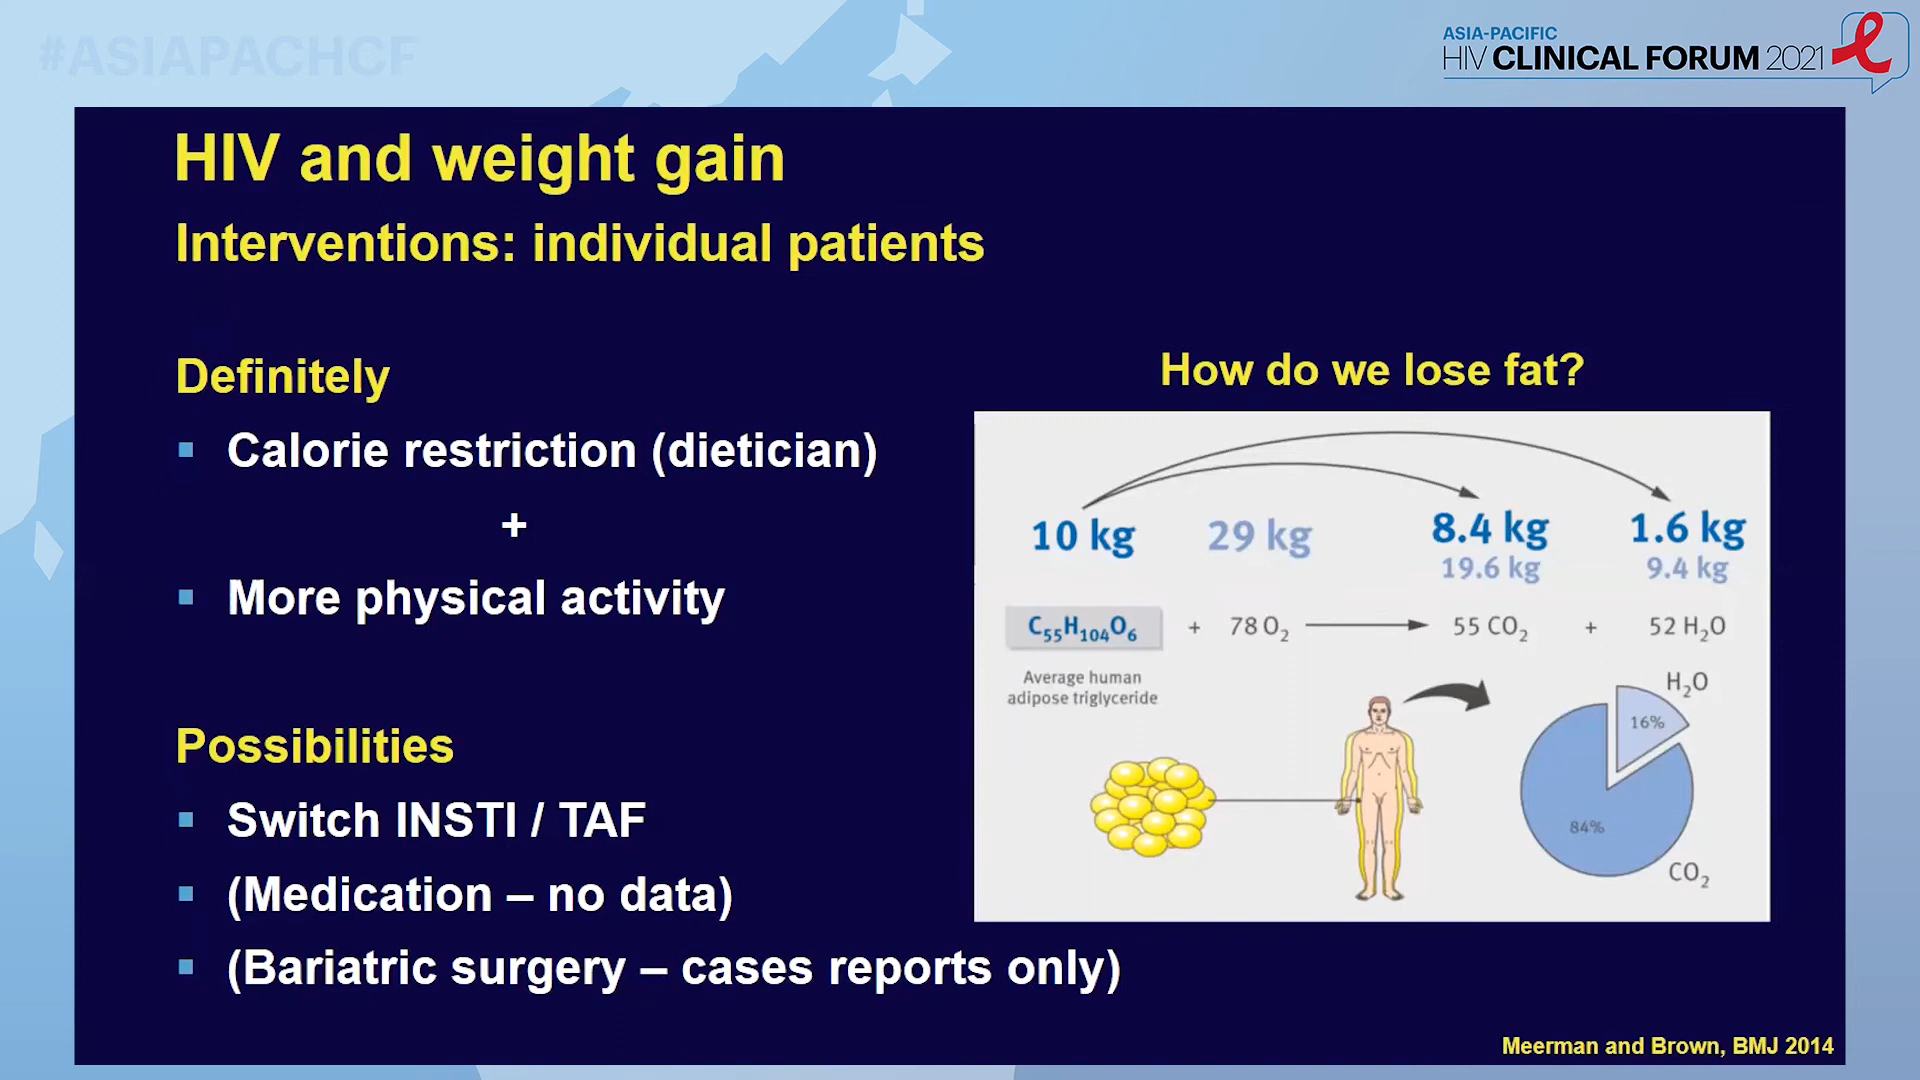 #ASIAPACHCF
ASIA-PACIFIC
HIV CLINICAL FORUM 2021
HIV and weight gain
Interventions: individual patients
Definitely
▪ Calorie restriction (dietician)
+
▪ More physical activity
Possibilities
▪ Switch INSTI / TAF
▪ (Medication – no data)
▪ (Bariatric surgery – cases reports only)
How do we lose fat?
10 kg 29 kg 8.4 kg 1.6 kg
19.6 kg 9.4 kg
C₅₅H₁₀₄O₆ + 78 O₂ → 55 CO₂ + 52 H₂O
Average human
adipose triglyceride
H₂O
16%
84%
CO₂
Meerman and Brown, BMJ 2014